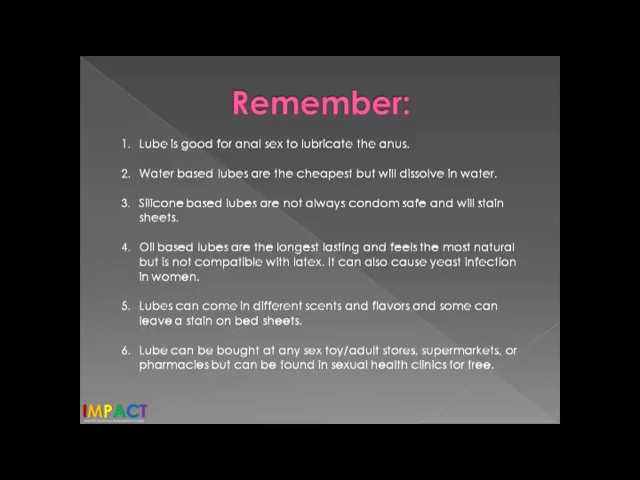 Remember:
1. Lube is good for anal sex to lubricate the anus.
2. Water based lubes are the cheapest but will dissolve in water.
3. Silicone based lubes are not always condom safe and will stain
sheets.
4. Oil based lubes are the longest lasting and feels the most natural
but is not compatible with latex. It can also cause yeast infection
in women.
5. Lubes can come in different scents and flavors and some can
leave a stain on bed sheets.
6. Lube can be bought at any sex toy/adult stores, supermarkets, or
pharmacies but can be found in sexual health clinics for free.
IMPACT